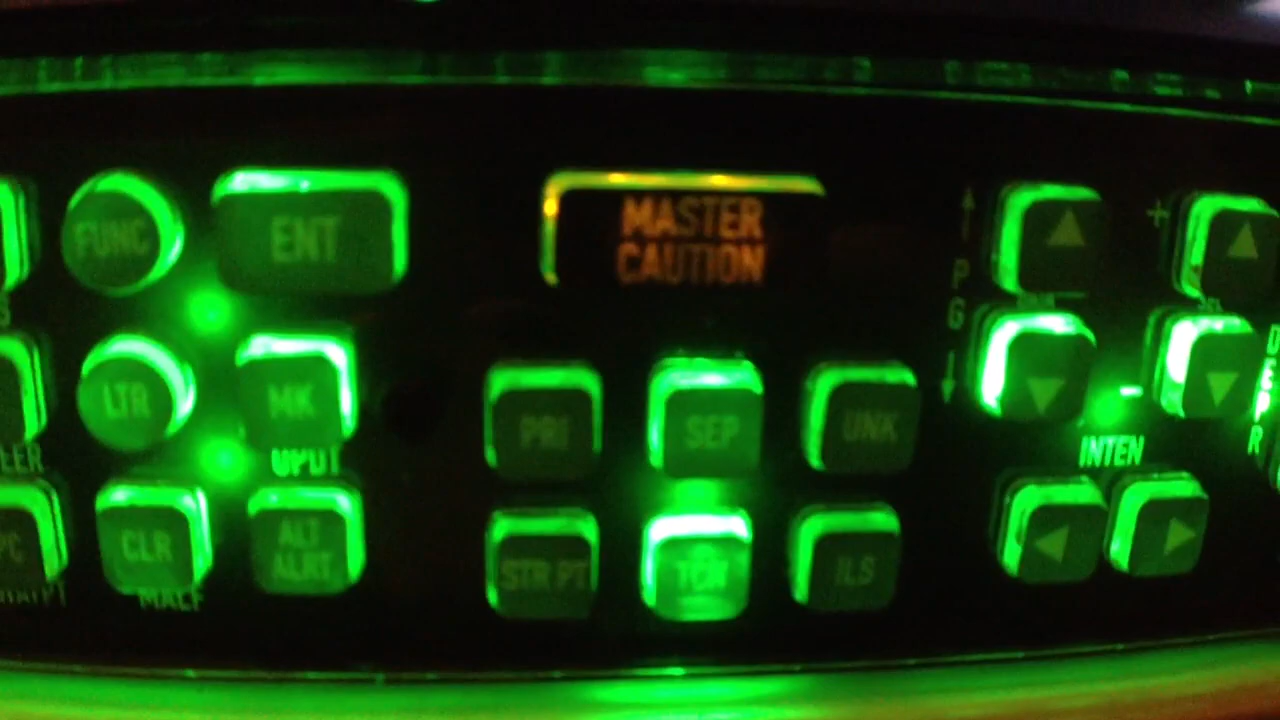 FUNC
ENT
MASTER
CAUTION
+
PG
LTR
MK
PRI
SEP
UNK
UPDT
INTEN
CLR
ALT
ALRT
STR PT
TCN
ILS
MALF